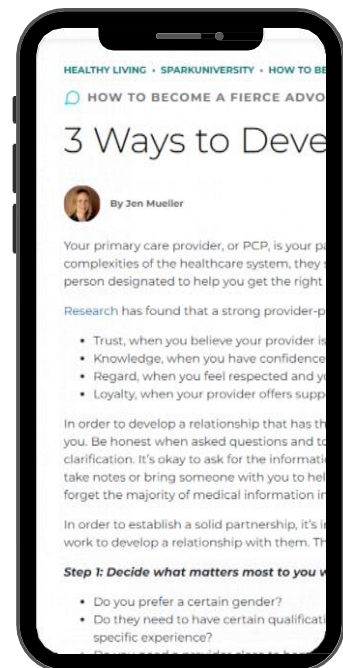 HEALTHY LIVING • SPARKUNIVERSITY • HOW TO BE
HOW TO BECOME A FIERCE ADVO
3 Ways to Deve
By Jen Mueller
Your primary care provider, or PCP, is your pa
complexities of the healthcare system, they s
person designated to help you get the right
Research has found that a strong provider-p
• Trust, when you believe your provider is
• Knowledge, when you have confidence
• Regard, when you feel respected and yo
• Loyalty, when your provider offers supp
In order to develop a relationship that has th
you. Be honest when asked questions and to
clarification. It's okay to ask for the informatio
take notes or bring someone with you to hel
forget the majority of medical information in
In order to establish a solid partnership, it's i
work to develop a relationship with them. Th
Step 1: Decide what matters most to you w
• Do you prefer a certain gender?
• Do they need to have certain qualificati
specific experience?